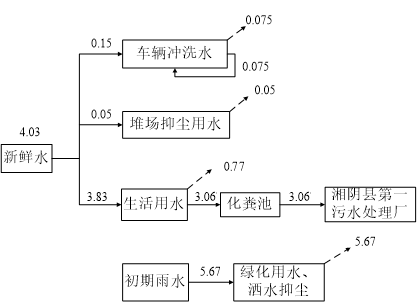 0.075
0.15
车辆冲洗水
0.075
0.05
4.03
0.05
堆场抑尘用水
新鲜水
0.77
3.83
生活用水
3.06
化粪池
3.06
湘阴县第一
污水处理厂
5.67
初期雨水
5.67
绿化用水、
洒水抑尘